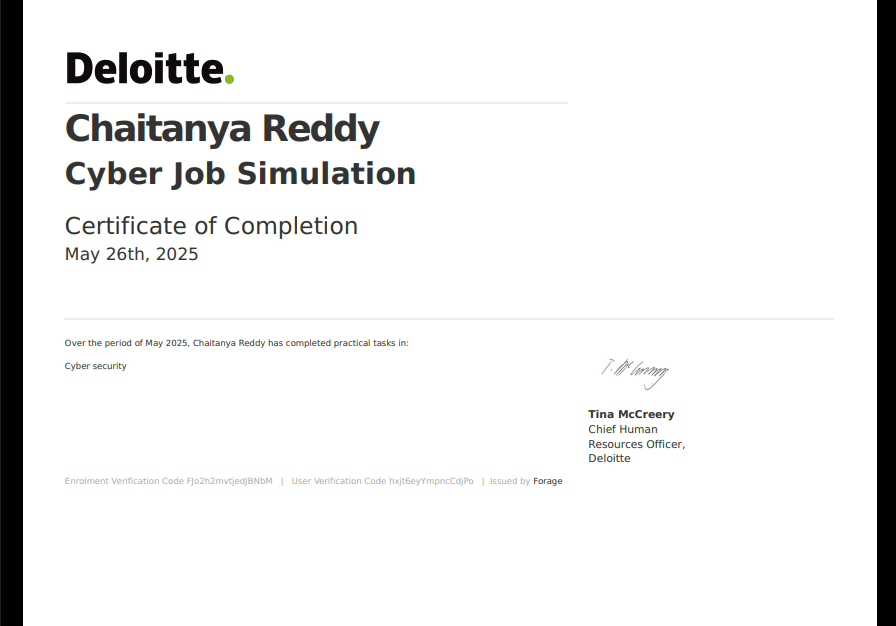 Deloitte.
Chaitanya Reddy
Cyber Job Simulation
Certificate of Completion
May 26th, 2025
Over the period of May 2025, Chaitanya Reddy has completed practical tasks in:
Cyber security
T. McCreery
Tina McCreery
Chief Human
Resources Officer,
Deloitte
Enrolment Verification Code FJo2h2mvtjedJBNbM | User Verification Code hxjt6eyYmpncCdjPo | Issued by Forage